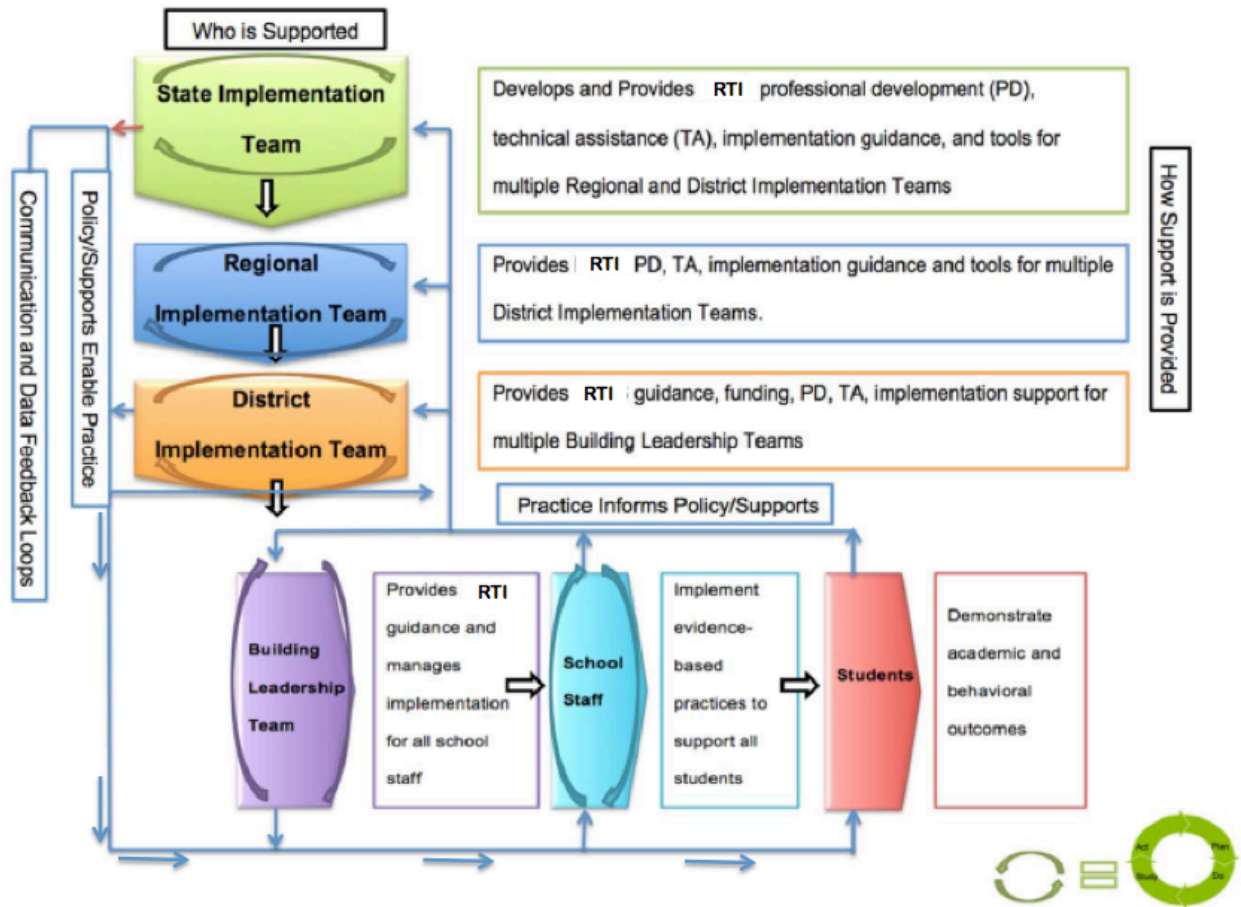 Who is Supported
State Implementation
Team
Develops and Provides RTI professional development (PD),
technical assistance (TA), implementation guidance, and tools for
multiple Regional and District Implementation Teams
How Support is Provided
Communication and Data Feedback Loops
Policy/Supports Enable Practice
Regional
Implementation Team
Provides RTI PD, TA, implementation guidance and tools for multiple
District Implementation Teams.
District
Implementation Team
Provides RTI guidance, funding, PD, TA, implementation support for
multiple Building Leadership Teams
Practice Informs Policy/Supports
Building
Leadership
Team
Provides RTI
guidance and
manages
implementation
for all school
staff
School
Staff
Implement
evidence-
based
practices to
support all
students
Students
Demonstrate
academic and
behavioral
outcomes
Act
Plan
Study
Do